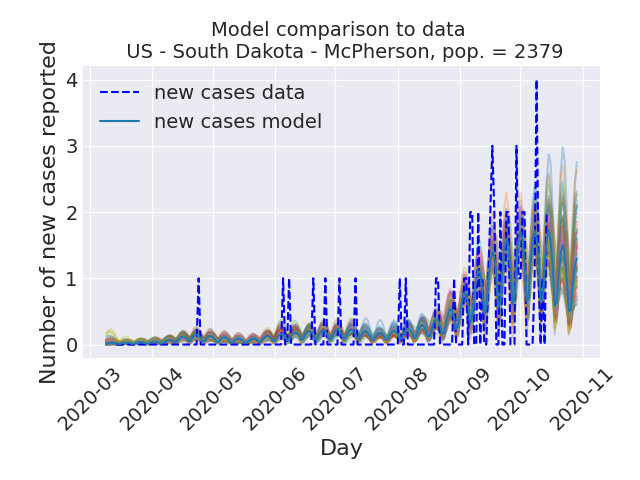 Model comparison to data
US - South Dakota - McPherson, pop. = 2379
Number of new cases reported
4
3
2
1
0
new cases data
new cases model
2020-03
2020-04
2020-05
2020-06
2020-07
2020-08
2020-09
2020-10
2020-11
Day